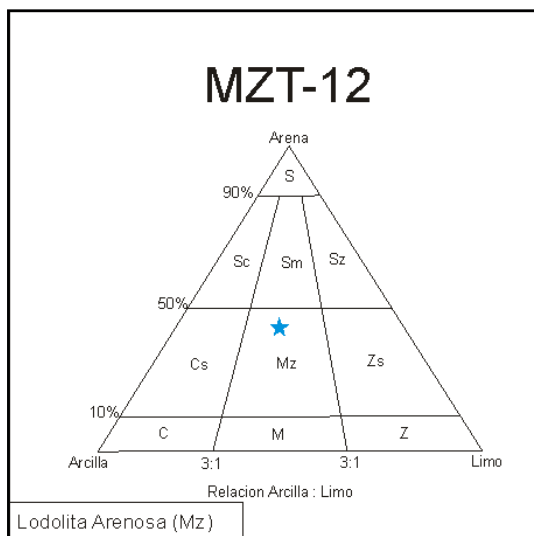 MZT-12
Arena
S
90%
Sc Sm Sz
50%
Cs Mz Zs
10%
C M Z
Arcilla 3:1 3:1 Limo
Relacion Arcilla : Limo
Lodolita Arenosa (Mz)